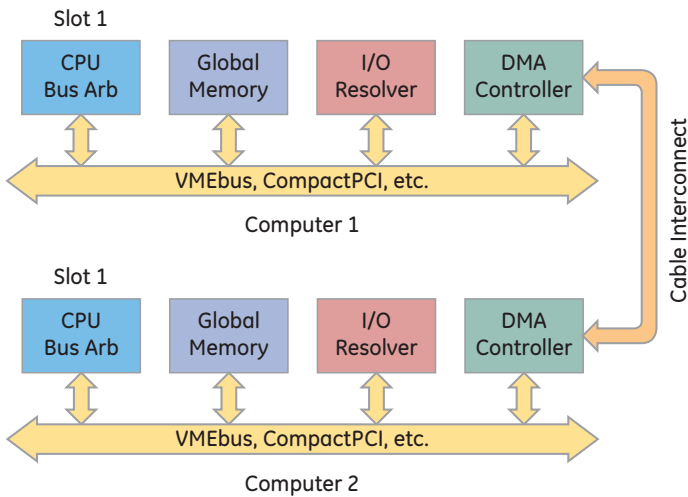 Slot 1
CPU
Bus Arb
Global
Memory
I/O
Resolver
DMA
Controller
VMEbus, CompactPCI, etc.
Computer 1
Cable Interconnect
Slot 1
CPU
Bus Arb
Global
Memory
I/O
Resolver
DMA
Controller
VMEbus, CompactPCI, etc.
Computer 2